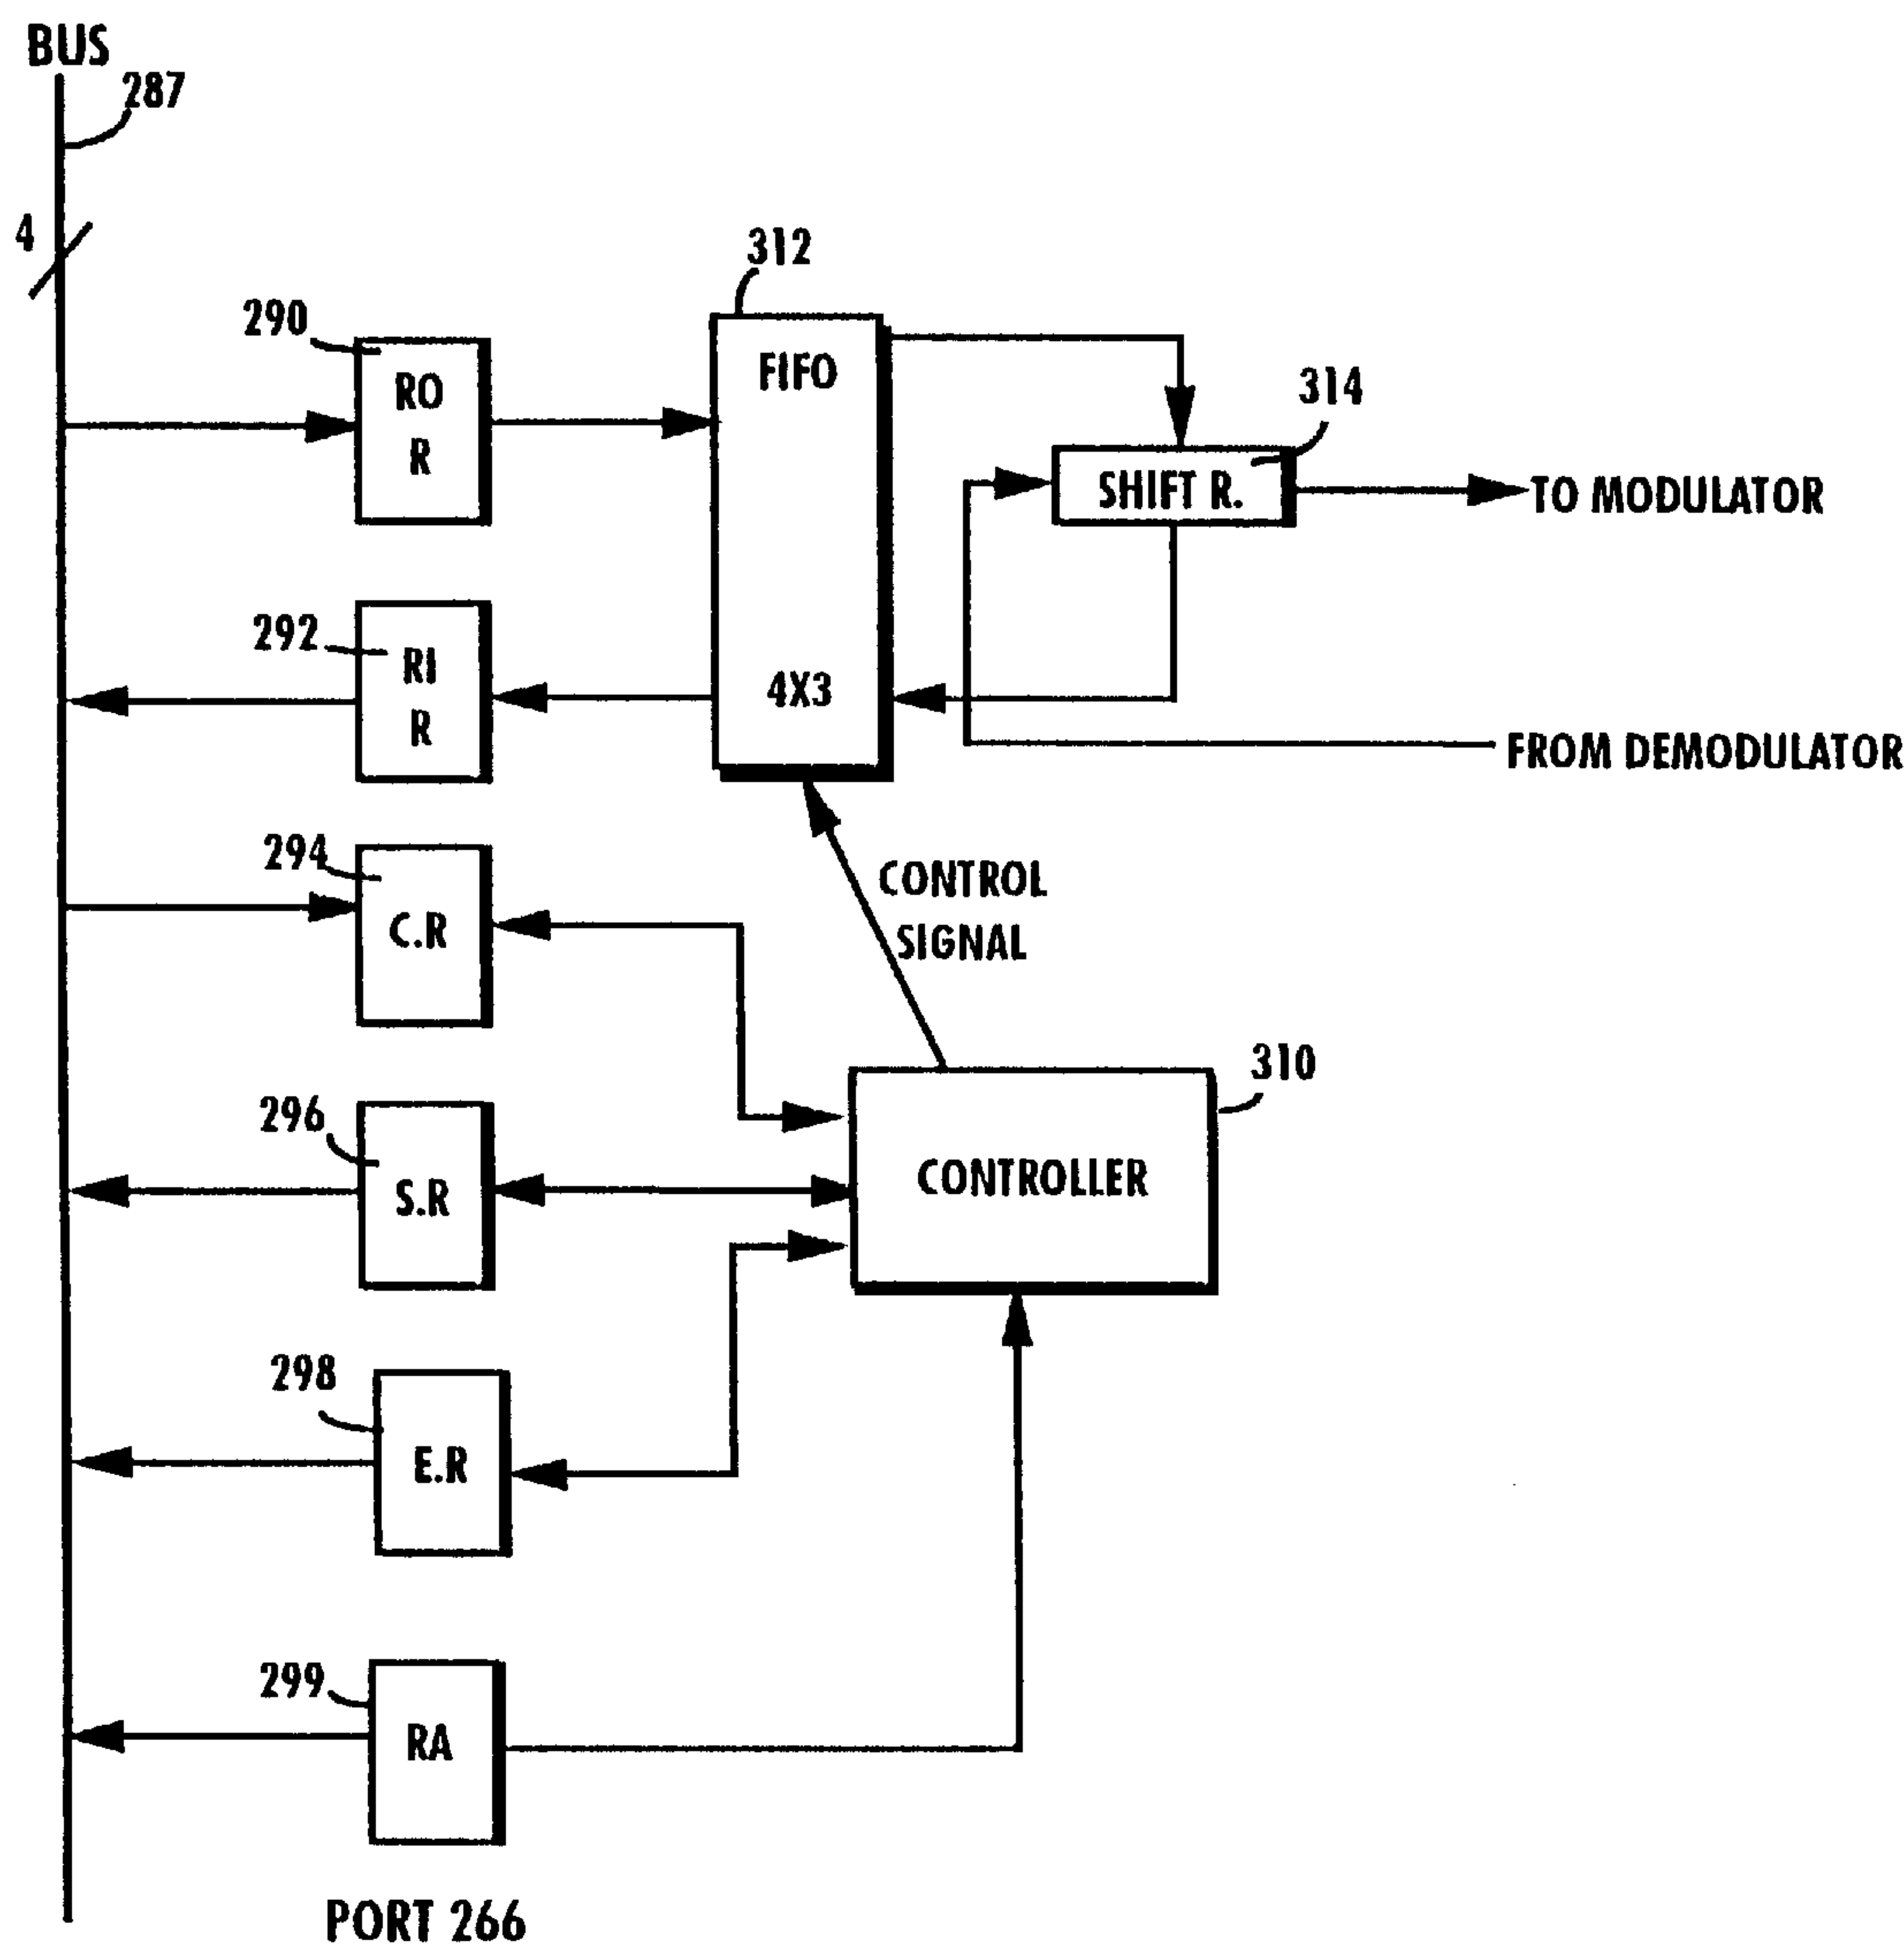 BUS
287
4
312
290
RO
R
FIFO
314
SHIFT R.
TO MODULATOR
292
RI
R
4X3
FROM DEMODULATOR
294
C.R
CONTROL
SIGNAL
310
296
S.R
CONTROLLER
298
E.R
299
RA
PORT 266